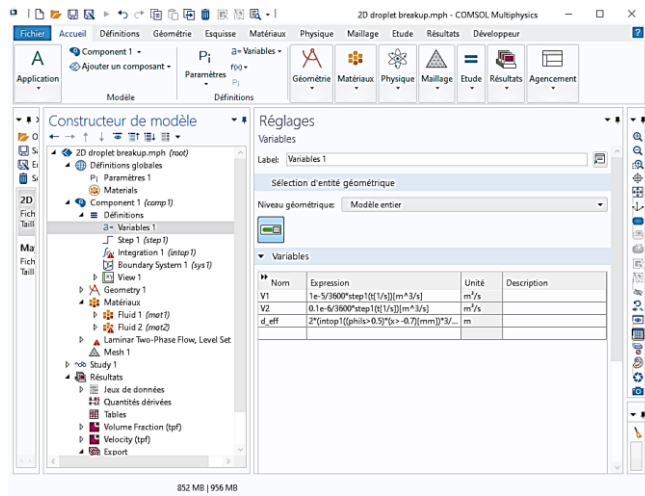 2D droplet breakup.mph - COMSOL Multiphysics
Fichier Accueil Définitions Géométrie Esquisse Matériaux Physique Maillage Etude Résultats Développeur
Application
Component 1
Ajouter un composant
Modèle
Pi
Paramètres
a= Variables
f(x)
Pi
Définitions
Géométrie Matériaux Physique Maillage Etude Résultats Agencement
2D
Fich
Taill
Ma
Fich
Taill
Constructeur de modèle
2D droplet breakup.mph (root)
Définitions globales
Pi Paramètres 1
Materials
Component 1 (comp1)
Définitions
a= Variables 1
Step 1 (step1)
Integration 1 (intop1)
Boundary System 1 (sys1)
View 1
Geometry 1
Matériaux
Fluid 1 (mat1)
Fluid 2 (mat2)
Laminar Two-Phase Flow, Level Set
Mesh 1
Study 1
Résultats
Jeux de données
Quantités dérivées
Tables
Volume Fraction (tpf)
Velocity (tpf)
Export
Réglages
Variables
Label: Variables 1
Sélection d'entité géométrique
Niveau géométrique: Modèle entier
Variables
Nom Expression Unité Description
V1 1e-5/3600*step1(t[1/s])[m^3/s] m³/s
V2 0.1e-6/3600*step1(t[1/s])[m^3/s] m³/s
d_eff 2*(intop1((phils>0.5)*(x>-0.7[mm])*3/... m
852 MB | 956 MB